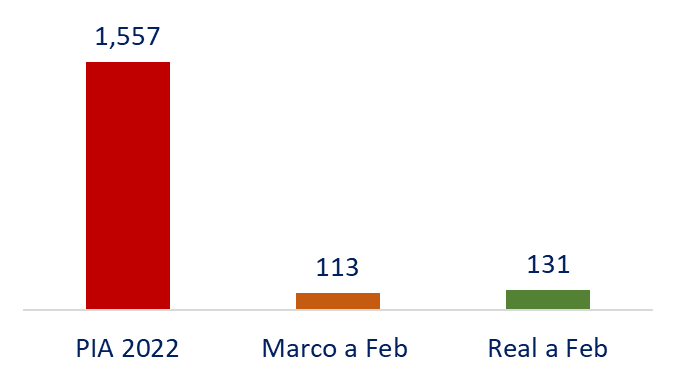 1,557
113
131
PIA 2022
Marco a Feb
Real a Feb